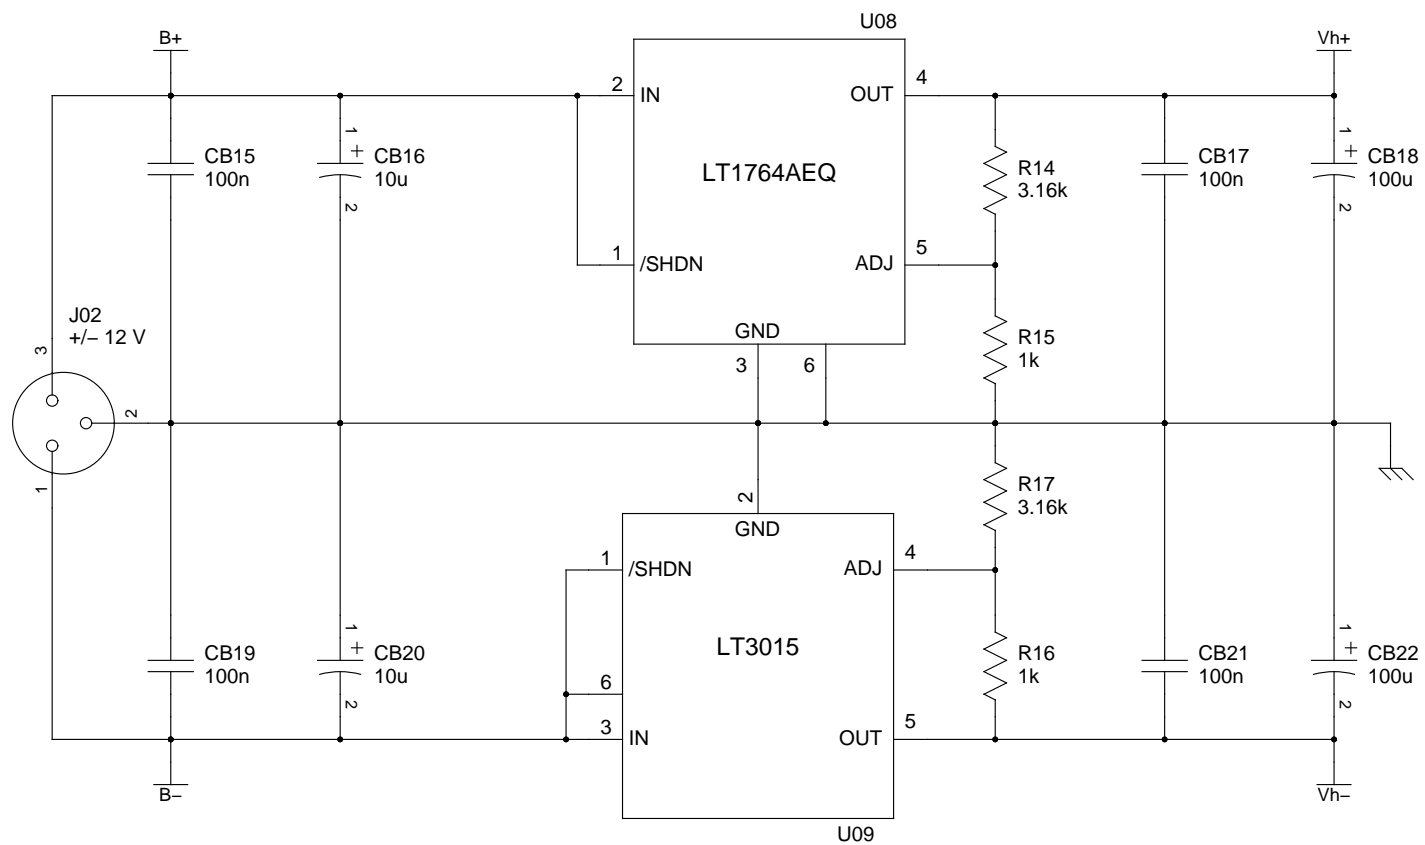 U08
B+
Vh+
2
IN
OUT
4
1
+
CB15
100n
CB16
10u
2
LT1764AEQ
R14
3.16k
CB17
100n
1
+
CB18
100u
2
1
/SHDN
ADJ
5
J02
+/– 12 V
3
2
1
GND
3
6
R15
1k
2
GND
R17
3.16k
1
/SHDN
ADJ
4
LT3015
CB19
100n
1
+
CB20
10u
2
6
3
IN
OUT
5
R16
1k
CB21
100n
1
+
CB22
100u
2
B–
Vh–
U09